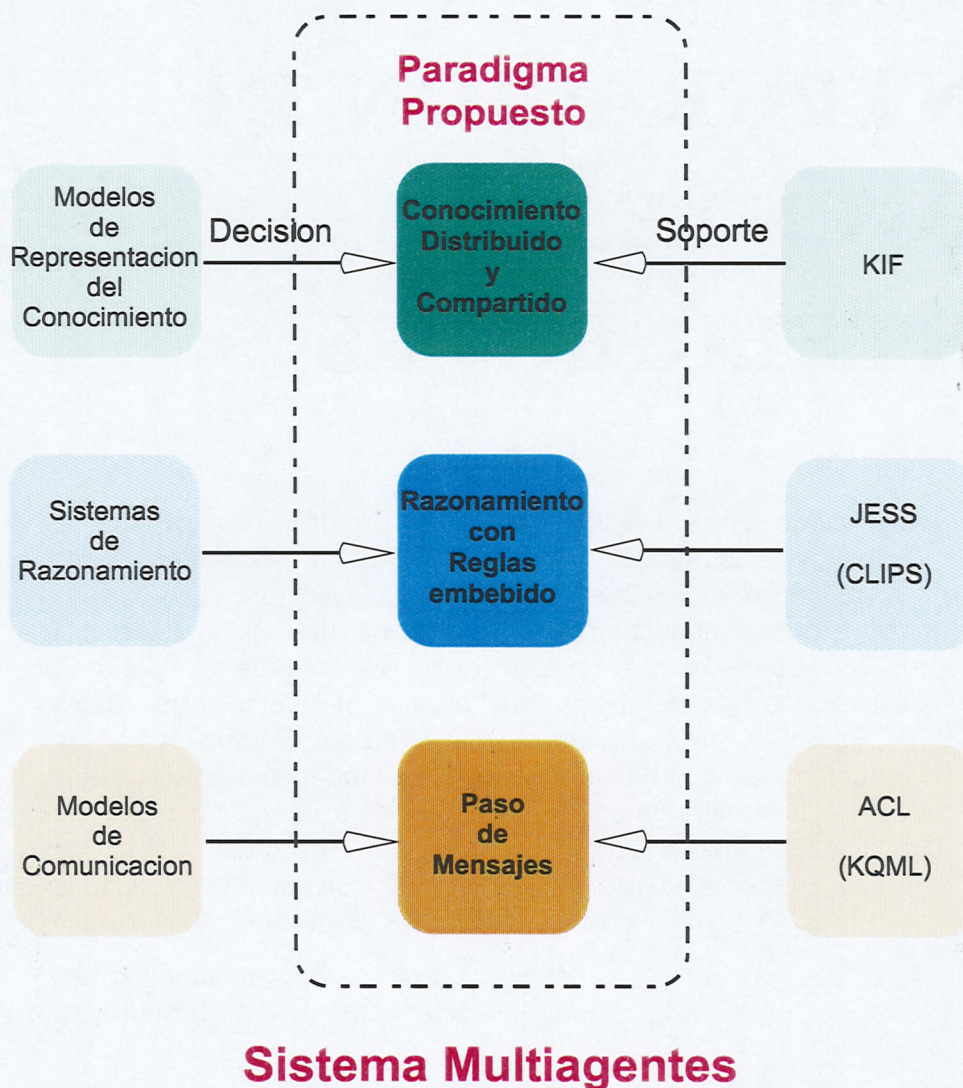 Paradigma
Propuesto
Modelos
de
Representacion
del
Conocimiento
Decision
Conocimiento
Distribuido
y
Compartido
Soporte
KIF
Sistemas
de
Razonamiento
Razonamiento
con
Reglas
embebido
JESS
(CLIPS)
Modelos
de
Comunicacion
Paso
de
Mensajes
ACL
(KQML)
Sistema Multiagentes